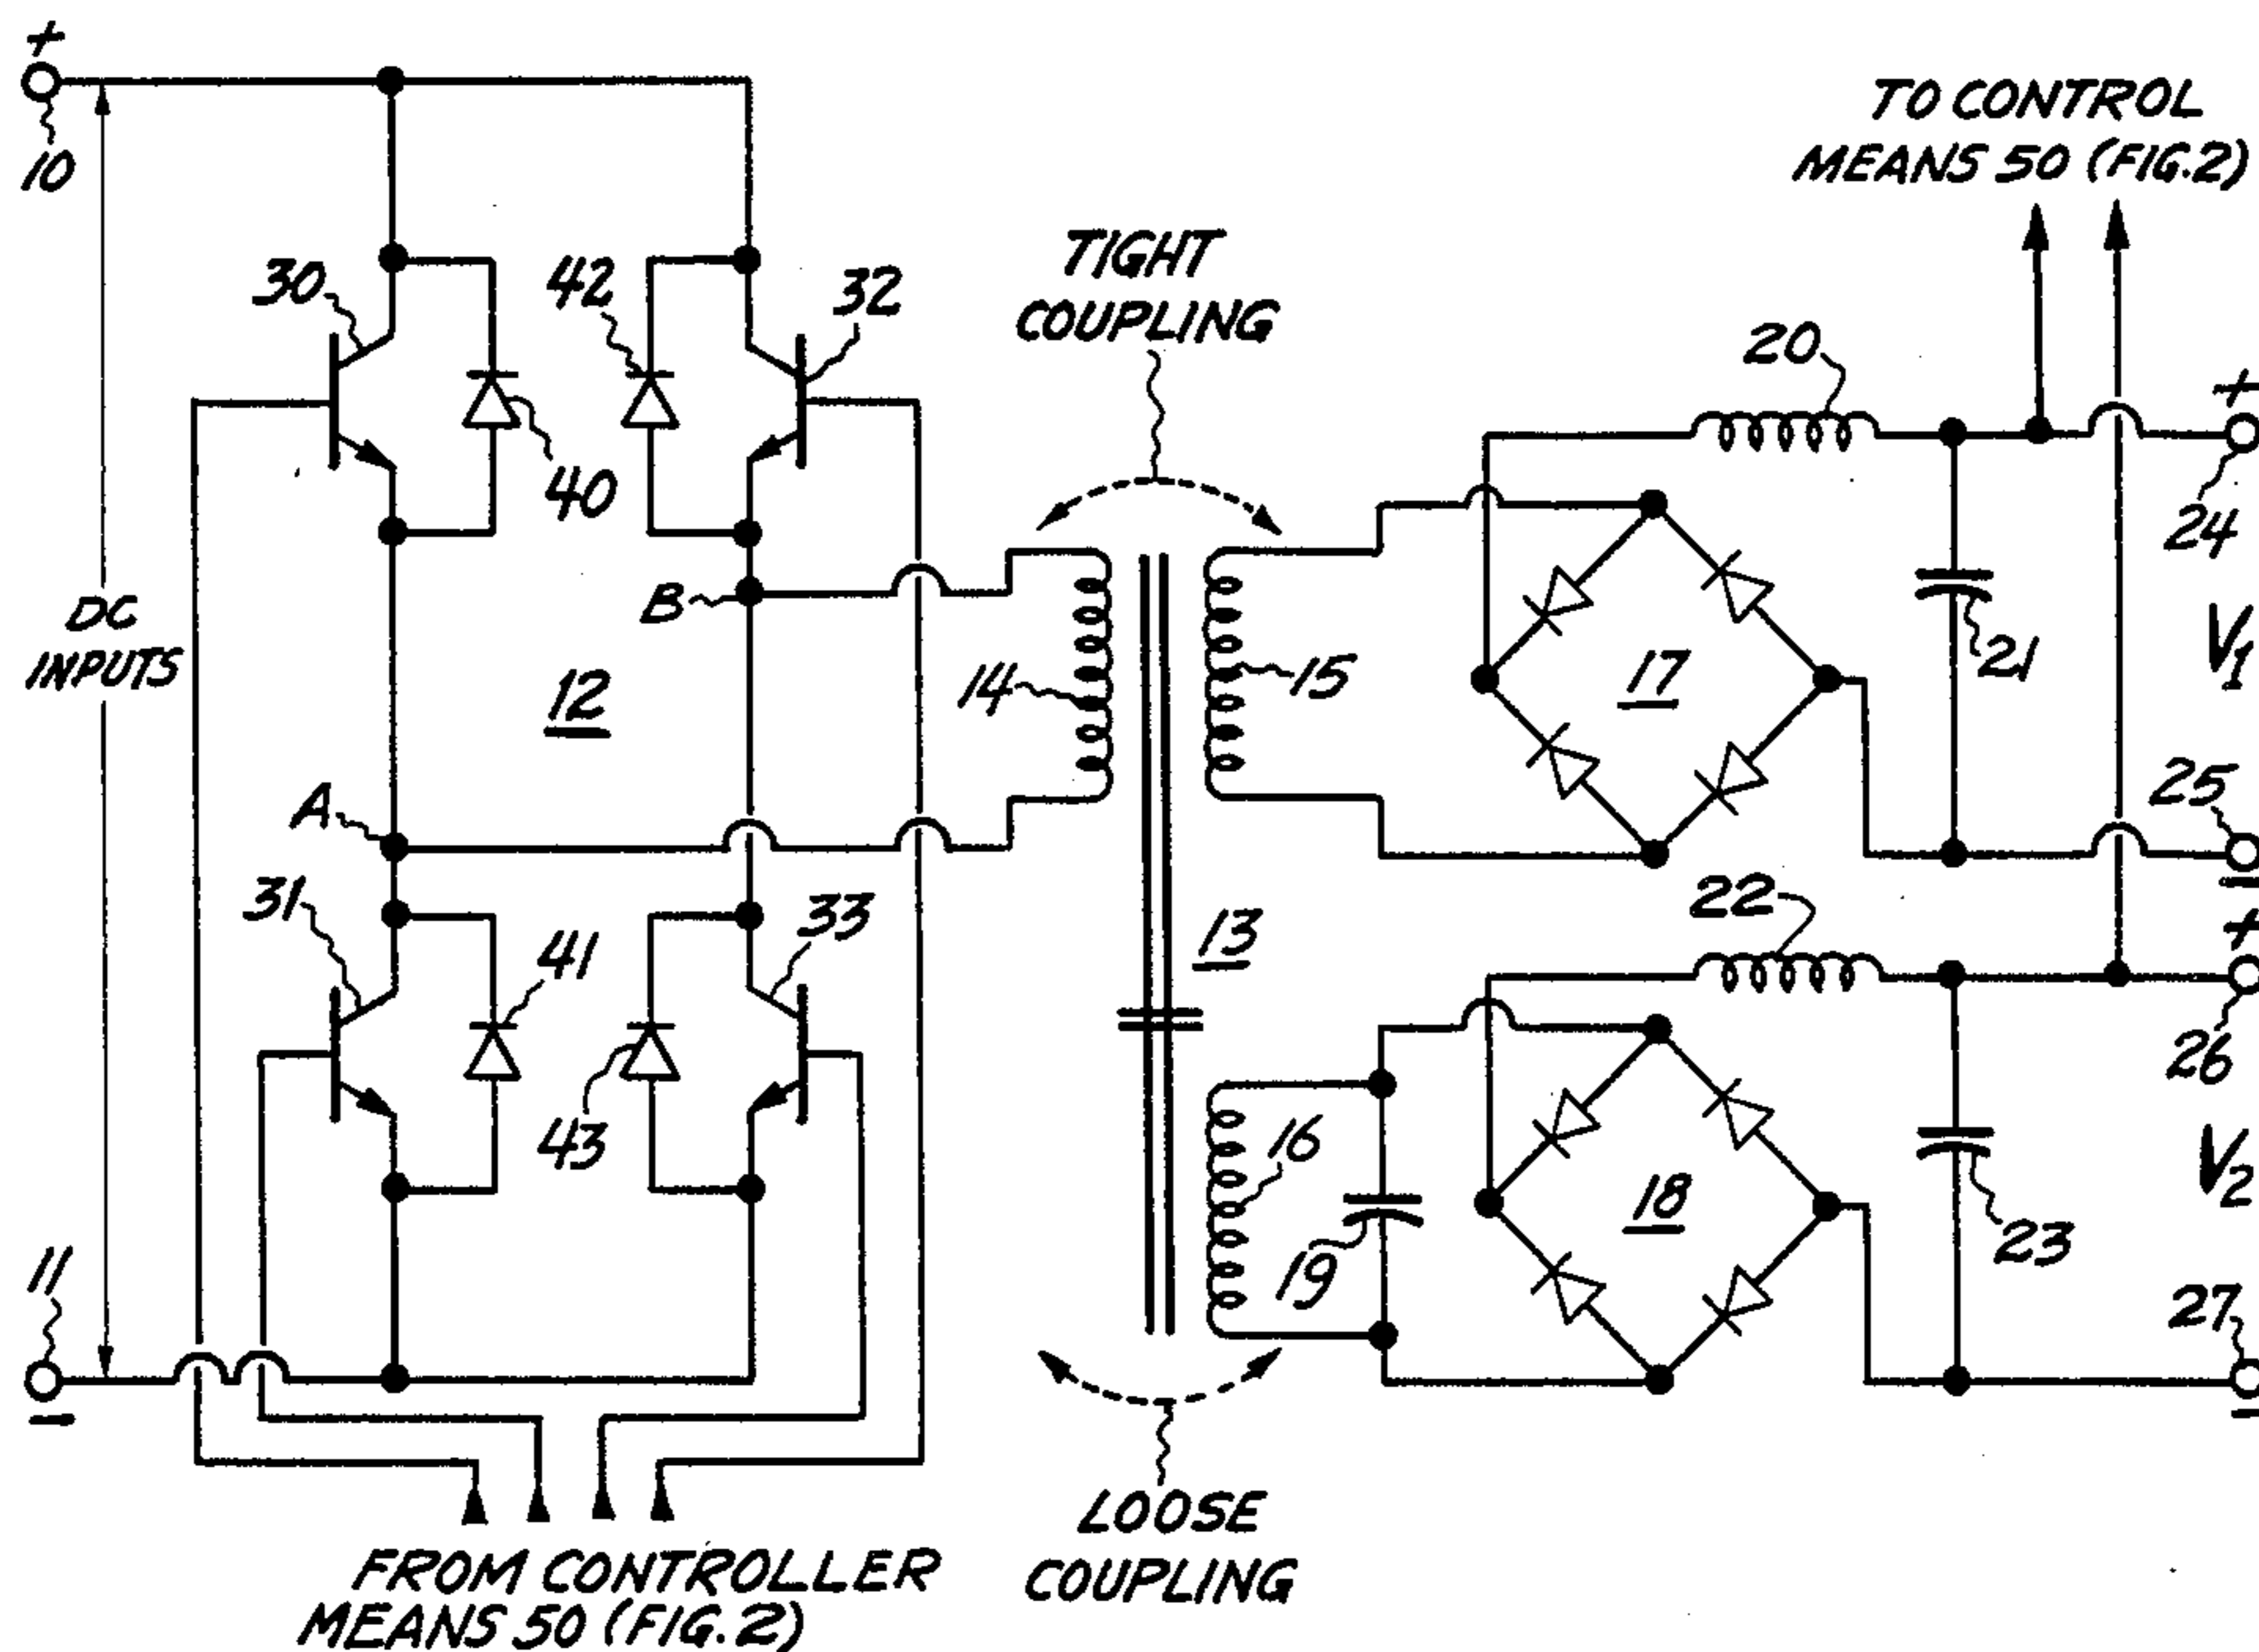 +
10
DC
INPUTS
11
–
30
40
42
32
B
12
A
31
41
43
33
FROM CONTROLLER
MEANS 50 (FIG.2)
TIGHT
COUPLING
14
15
13
16
19
LOOSE
COUPLING
TO CONTROL
MEANS 50 (FIG.2)
20
17
21
+
24
V1
25
–
22
18
23
+
26
V2
27
–